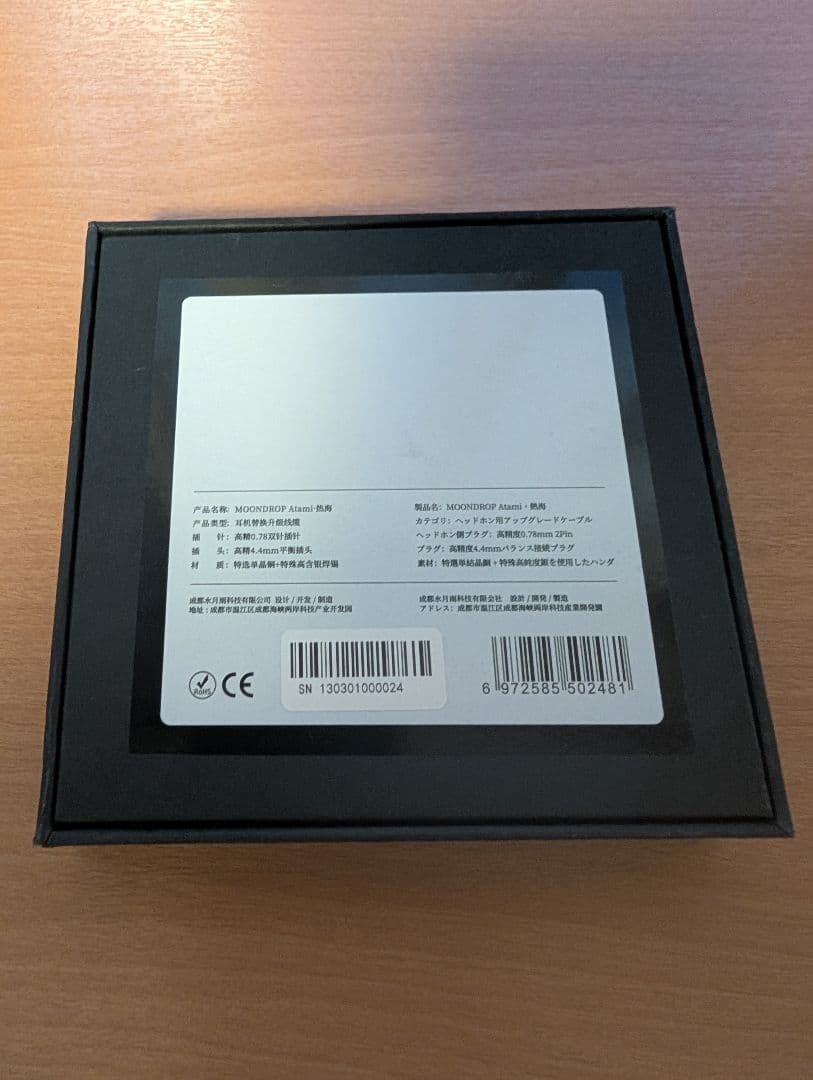 产品名称: MOONDROP Atami·热海
产品类型: 耳机替换升级线缆
插 针: 高精0.78双针插针
插 头: 高精4.4mm平衡插头
材 质: 特选单晶铜+特殊高含银焊锡
製品名: MOONDROP Atami・熱海
カテゴリ: ヘッドホン用アップグレードケーブル
ヘッドホン側プラグ: 高精度0.78mm 2Pin
プラグ: 高精度4.4mmバランス接続プラグ
素材: 特選単結晶銅+特殊高純度銀を使用したハンダ
成都水月雨科技有限公司 设计/开发/制造
地址: 成都市温江区成都海峡两岸科技产业开发园
成都水月雨科技有限会社 設計/開発/製造
アドレス: 成都市温江区成都海峡両岸科技産業開発園
RoHS CE
SN 130301000024
6 972585 502481